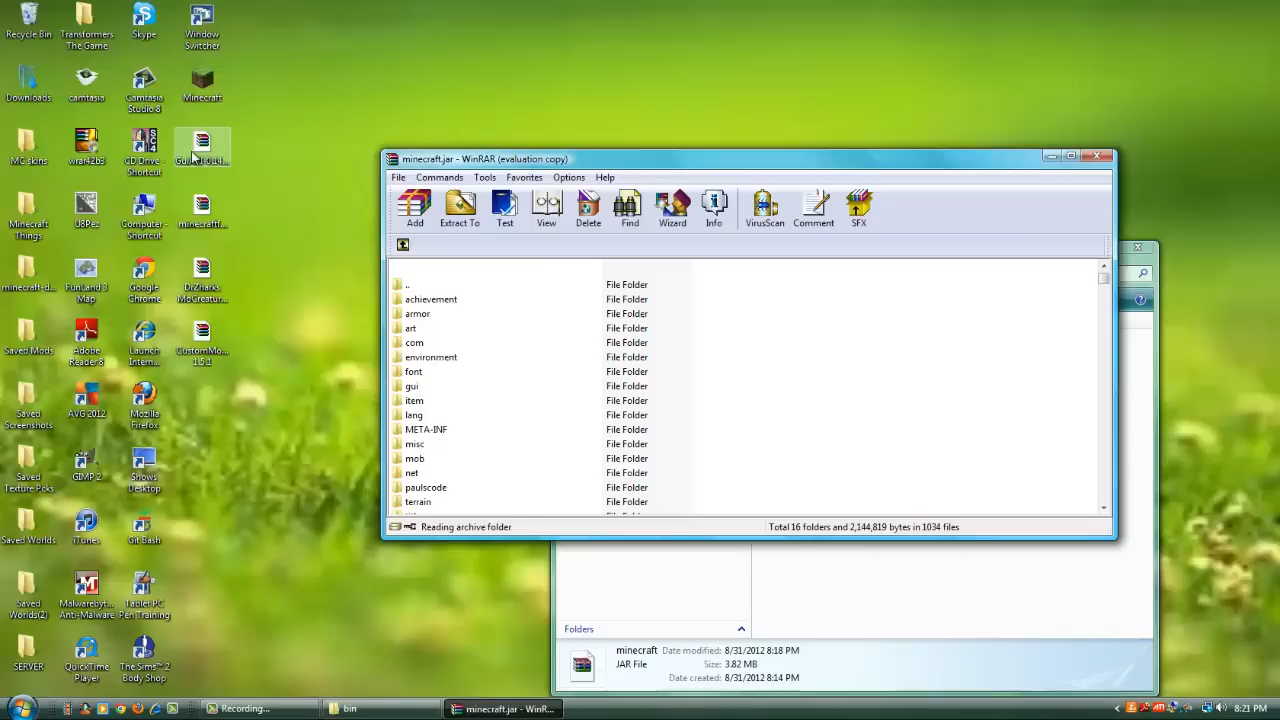 Recycle Bin
Transformers
The Game
Skype
Window
Switcher
Downloads
camtasia
Camtasia
Studio 8
Minecraft
MC skins
wrar42b3
CD Drive -
Shortcut
Minecraft
Things
U8Pez
Computer -
Shortcut
minecraftf...
minecraft-d...
FunLand 3
Map
Google
Chrome
DrZharks
MoCreatur...
Saved Mods
Adobe
Reader 8
Launch
Intern...
CustomMo...
1.5.1
Saved
Screenshots
AVG 2012
Mozilla
Firefox
Saved
Texture Pcks
GIMP 2
Shows
Desktop
Saved Worlds
iTunes
Git Bash
Saved
Worlds(2)
Malwarebyt...
Anti-Malware
Tablet PC
Pen Training
SERVER
QuickTime
Player
The Sims™ 2
Body Shop
minecraft.jar - WinRAR (evaluation copy)
File Commands Tools Favorites Options Help
Add Extract To Test View Delete Find Wizard Info VirusScan Comment SFX
.. File Folder
achievement File Folder
armor File Folder
art File Folder
com File Folder
environment File Folder
font File Folder
gui File Folder
item File Folder
lang File Folder
META-INF File Folder
misc File Folder
mob File Folder
net File Folder
paulscode File Folder
terrain File Folder
Reading archive folder Total 16 folders and 2,144,819 bytes in 1034 files
Folders
minecraft Date modified: 8/31/2012 8:18 PM
JAR File Size: 3.82 MB
Date created: 8/31/2012 8:14 PM
Recording... bin minecraft.jar - WinR... 8:21 PM